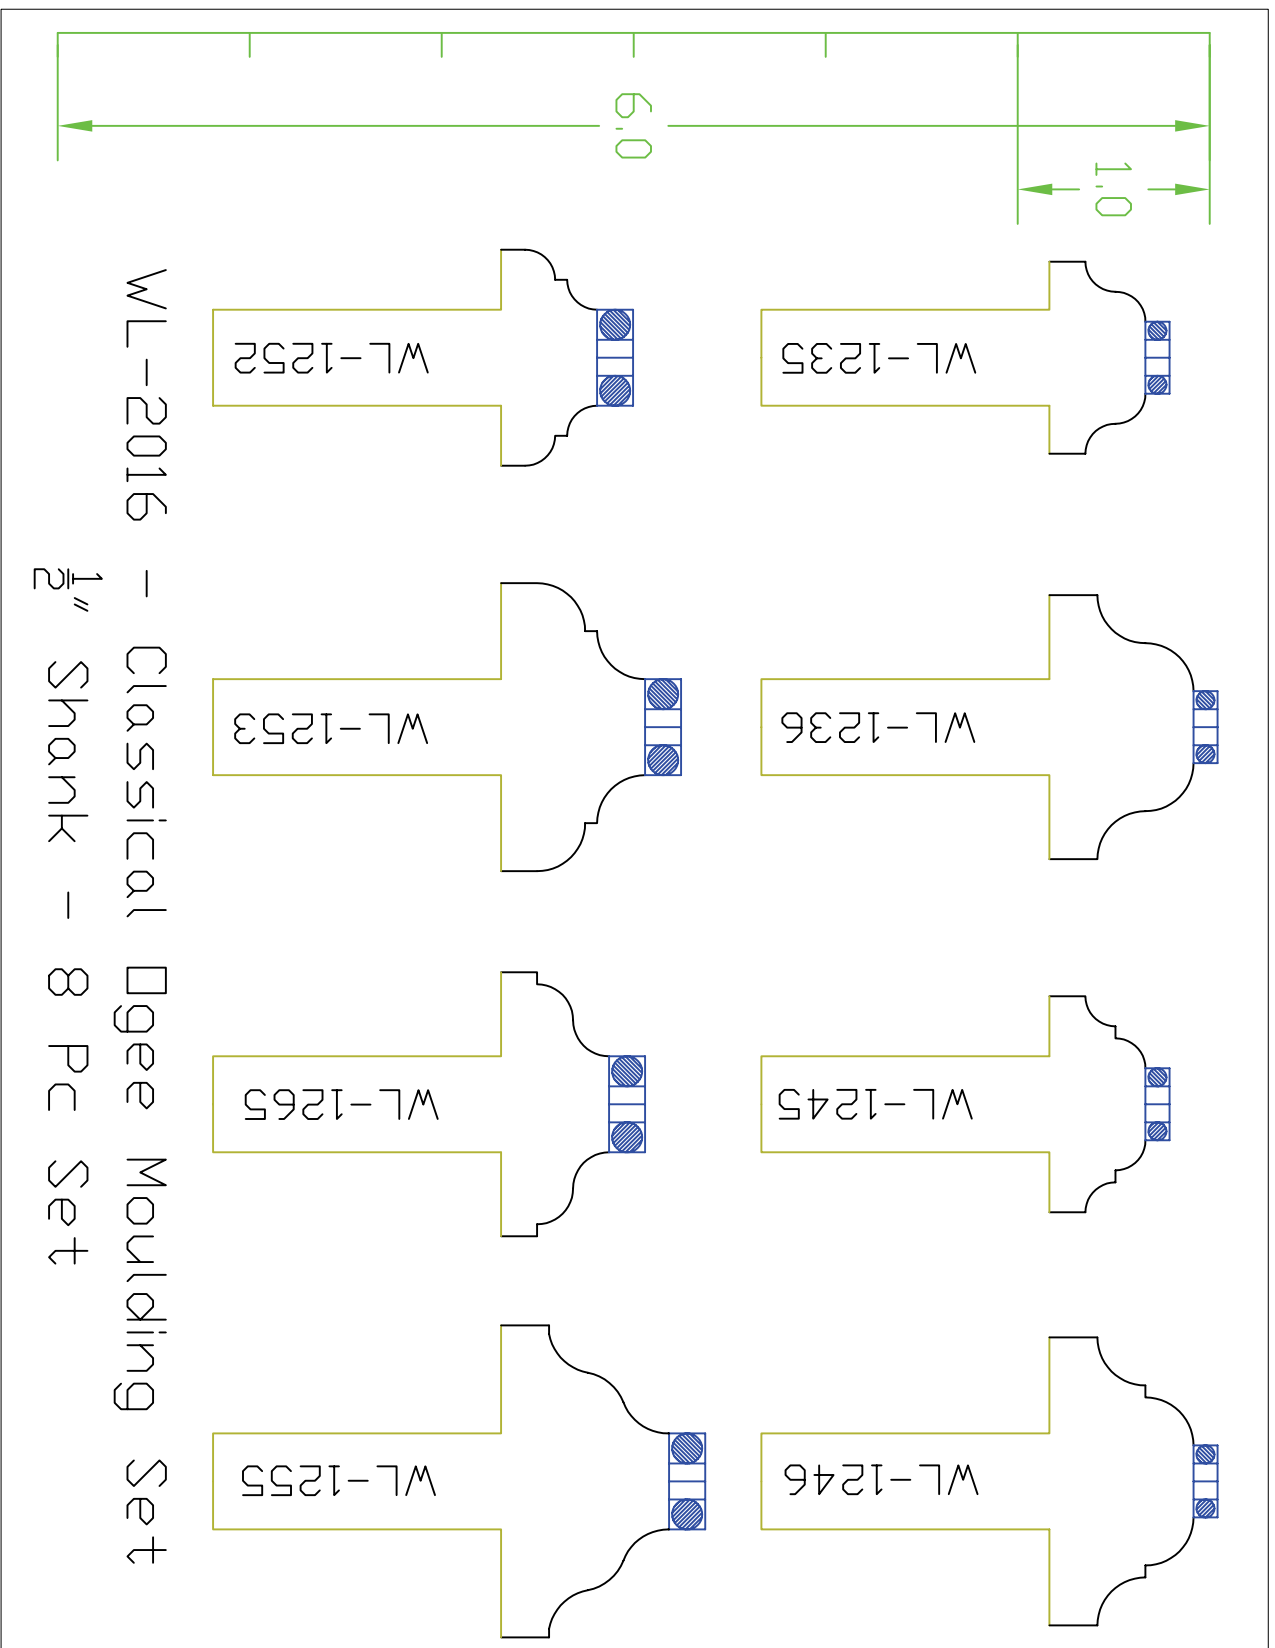 6.0
1.0
WL-1235
WL-1236
WL-1245
WL-1246
WL-1252
WL-1253
WL-1265
WL-1255
WL-2016 - Classical Ogee Moulding Set
1/2" Shank - 8 Pc Set